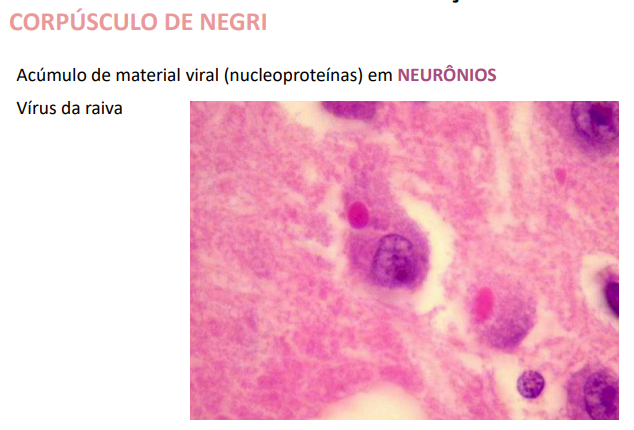 CORPÚSCULO DE NEGRI
Acúmulo de material viral (nucleoproteínas) em NEURÔNIOS
Vírus da raiva